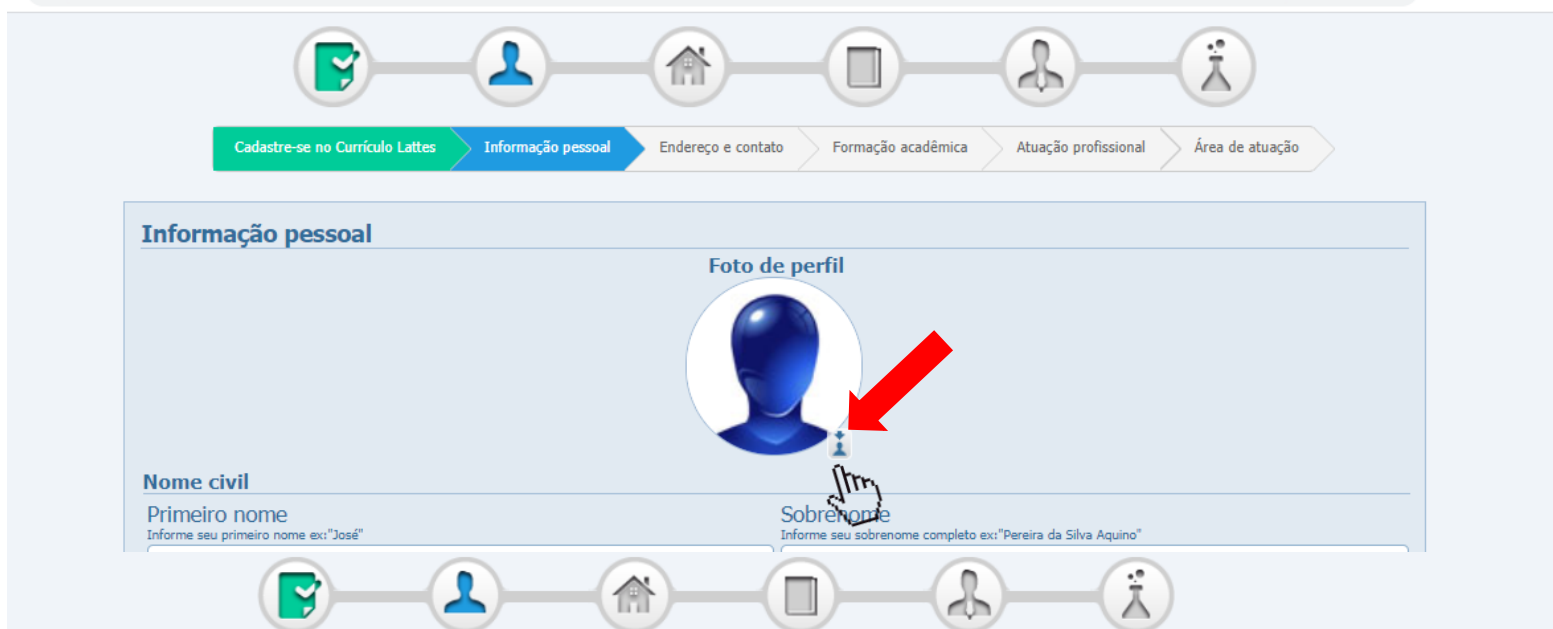 Cadastre-se no Currículo Lattes Informação pessoal Endereço e contato Formação acadêmica Atuação profissional Área de atuação
Informação pessoal
Foto de perfil
Nome civil
Primeiro nome
Informe seu primeiro nome ex:"José"
Sobrenome
Informe seu sobrenome completo ex:"Pereira da Silva Aquino"